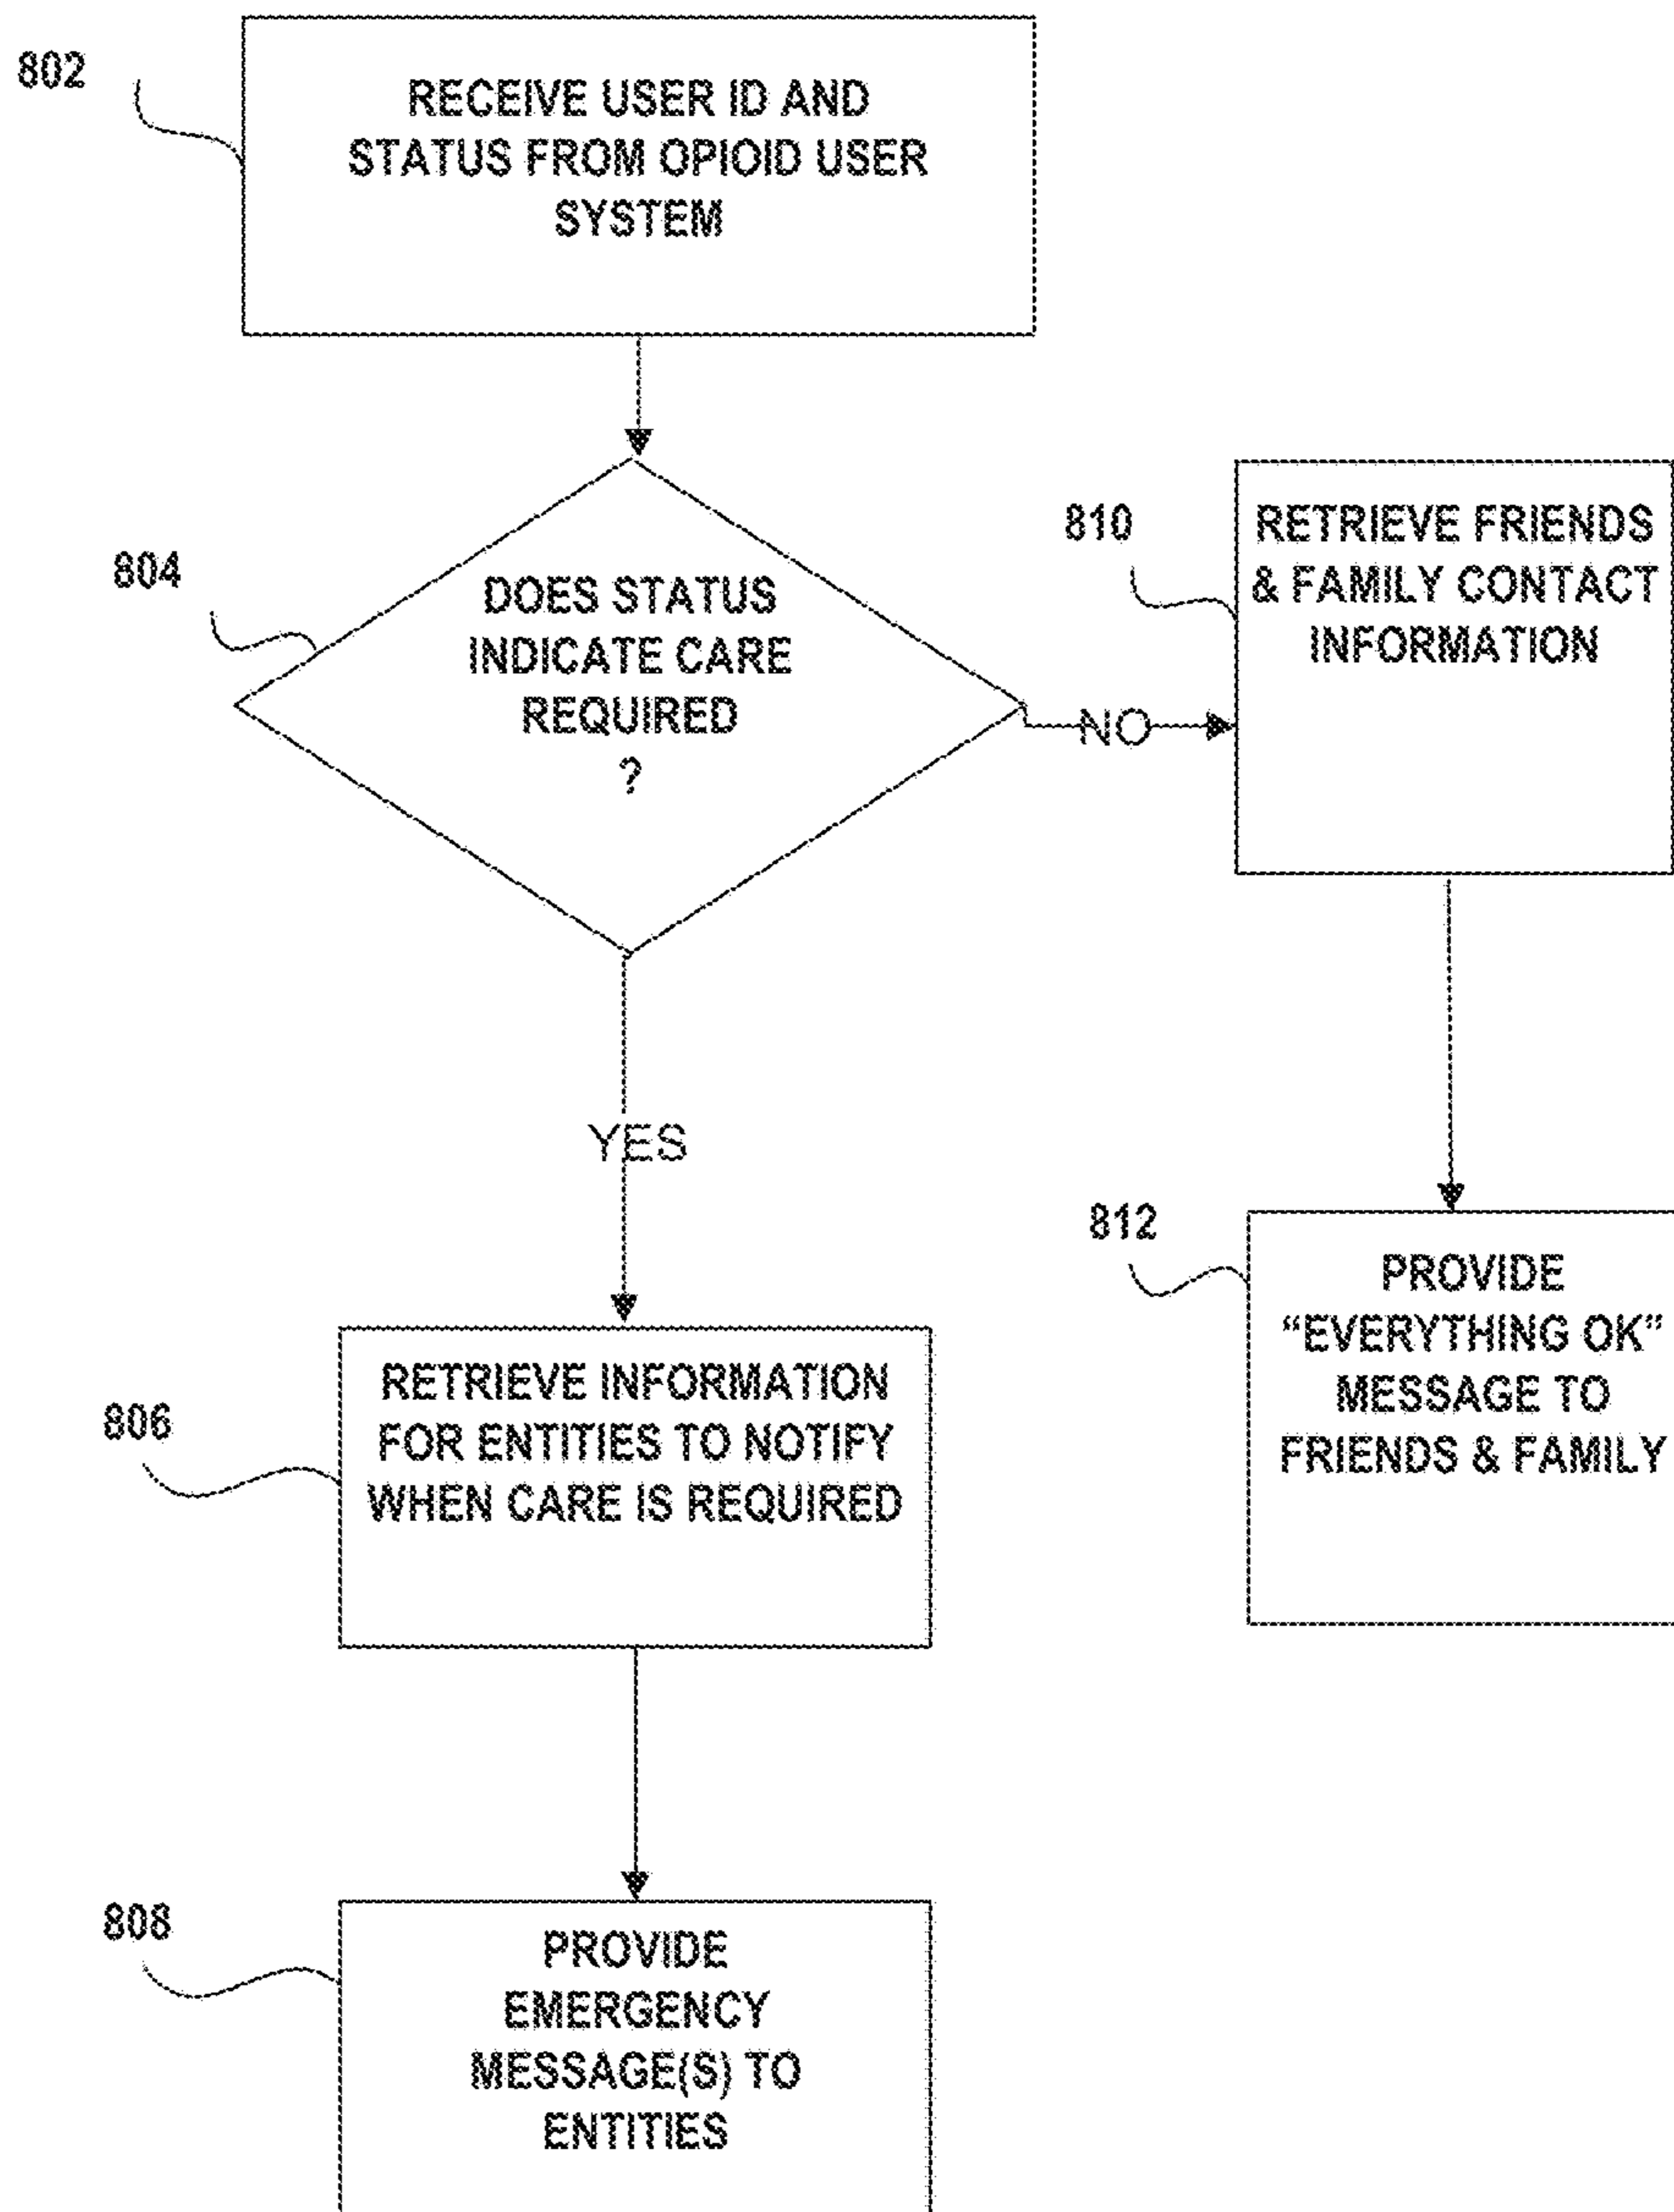 802
RECEIVE USER ID AND
STATUS FROM OPIOID USER
SYSTEM
804
DOES STATUS
INDICATE CARE
REQUIRED
?
NO
810
RETRIEVE FRIENDS
& FAMILY CONTACT
INFORMATION
YES
812
PROVIDE
“EVERYTHING OK”
MESSAGE TO
FRIENDS & FAMILY
806
RETRIEVE INFORMATION
FOR ENTITIES TO NOTIFY
WHEN CARE IS REQUIRED
808
PROVIDE
EMERGENCY
MESSAGE(S) TO
ENTITIES